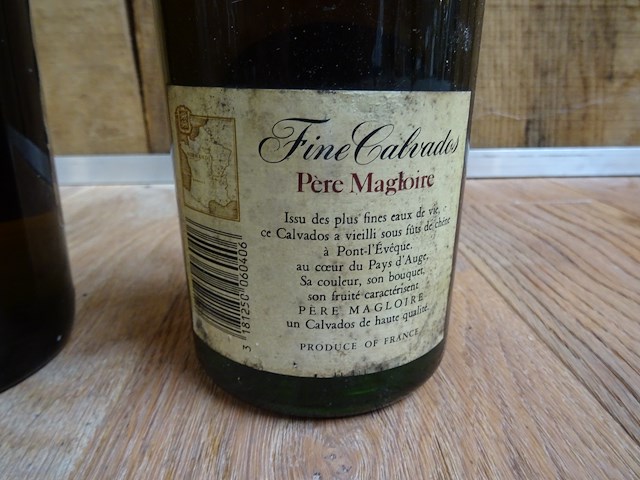 Fine Calvados
Père Magloire
Issu des plus fines eaux de vie,
ce Calvados a vieilli sous fûts de chêne
à Pont-l'Évéque,
au cœur du Pays d'Auge,
Sa couleur, son bouquet,
son fruité caractérisent
PÈRE MAGLOIRE
un Calvados de haute qualité.
PRODUCE OF FRANCE
3 181250 060406